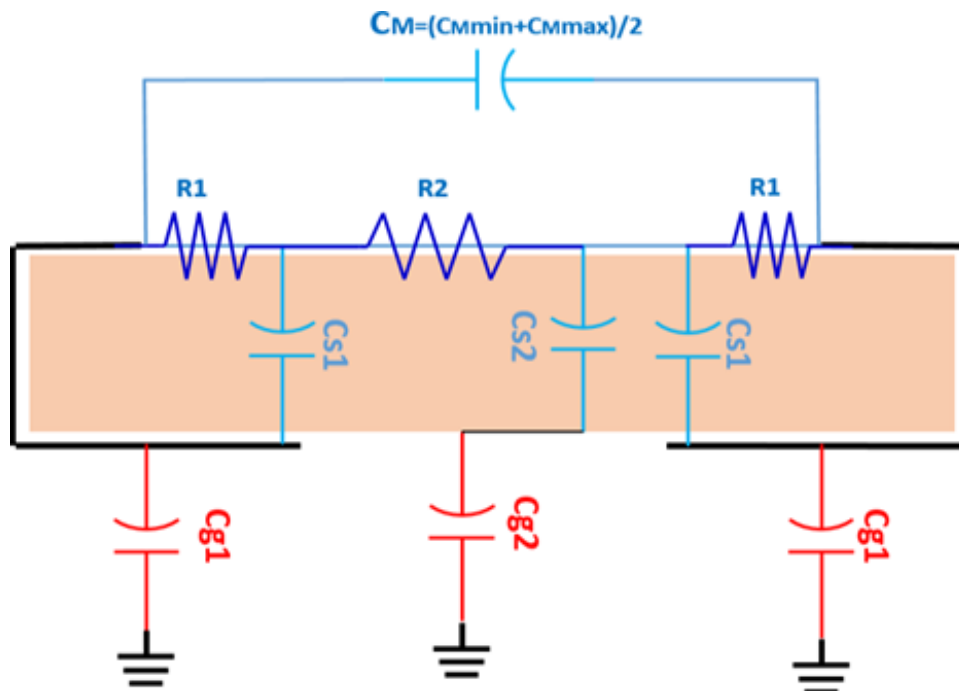 CM=(CMmin+CMmax)/2
R1
R2
R1
Cs1
Cs2
Cs1
Cg1
Cg2
Cg1